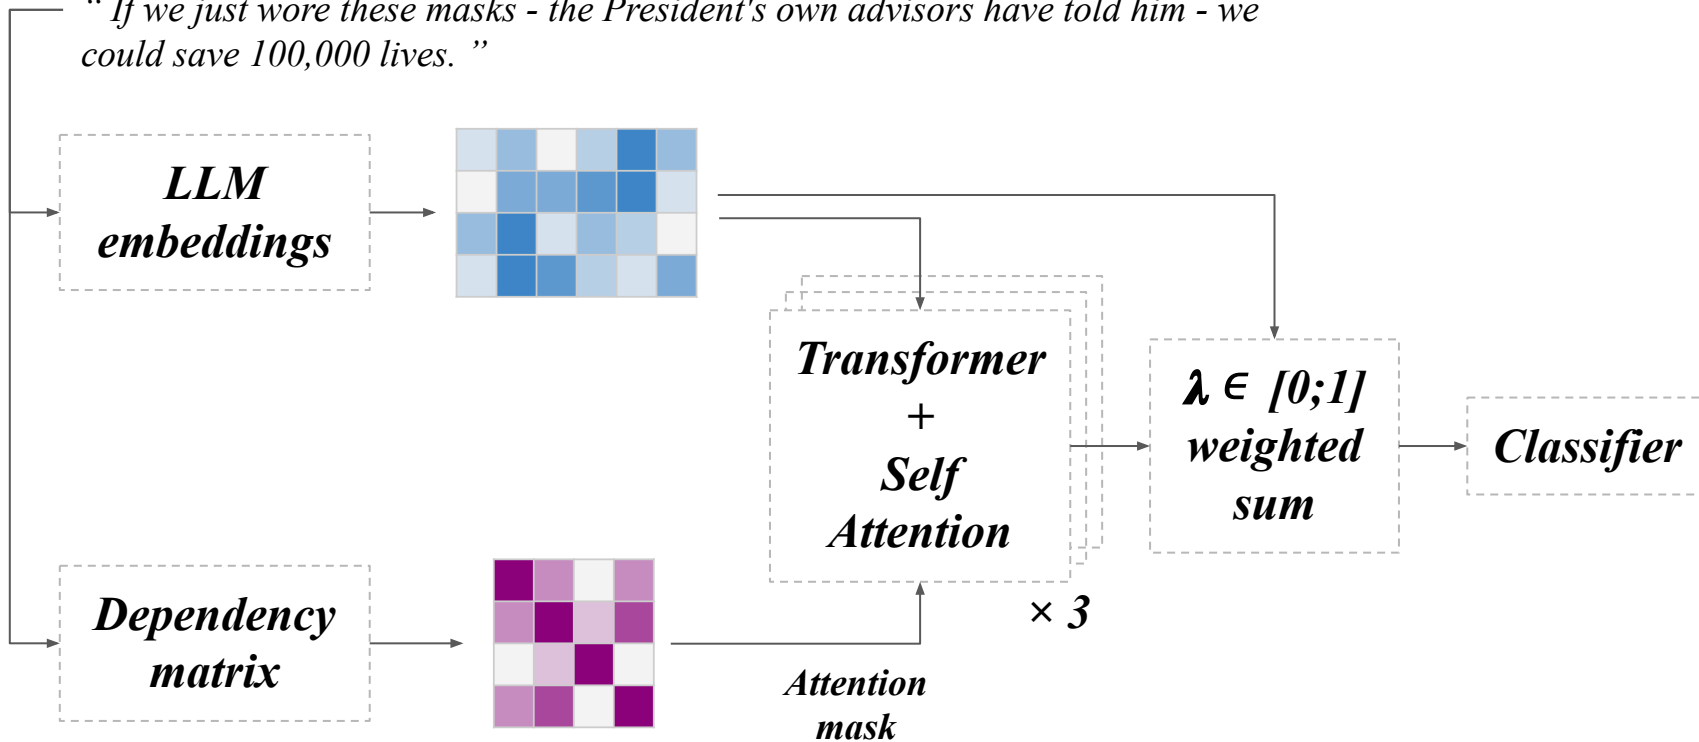 “ If we just wore these masks - the President's own advisors have told him - we
could save 100,000 lives. ”
LLM
embeddings
Transformer
+
Self
Attention
× 3
λ ∈ [0;1]
weighted
sum
Classifier
Dependency
matrix
Attention
mask